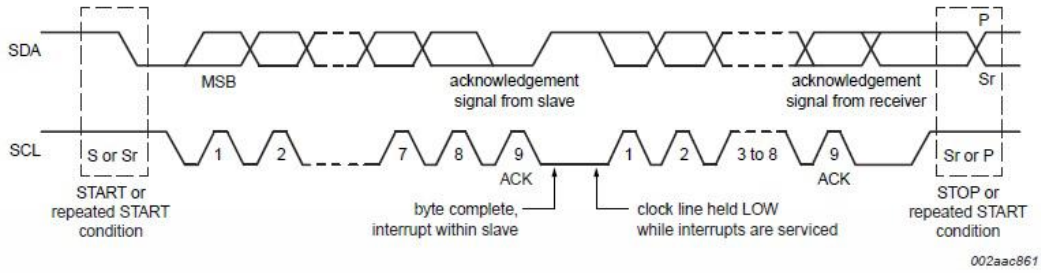 P
SDA
MSB
acknowledgement
signal from slave
acknowledgement
signal from receiver
Sr
SCL
S or Sr
1
2
7
8
9
1
2
3 to 8
9
Sr or P
ACK
ACK
START or
repeated START
condition
byte complete,
interrupt within slave
clock line held LOW
while interrupts are serviced
STOP or
repeated START
condition
002aac861